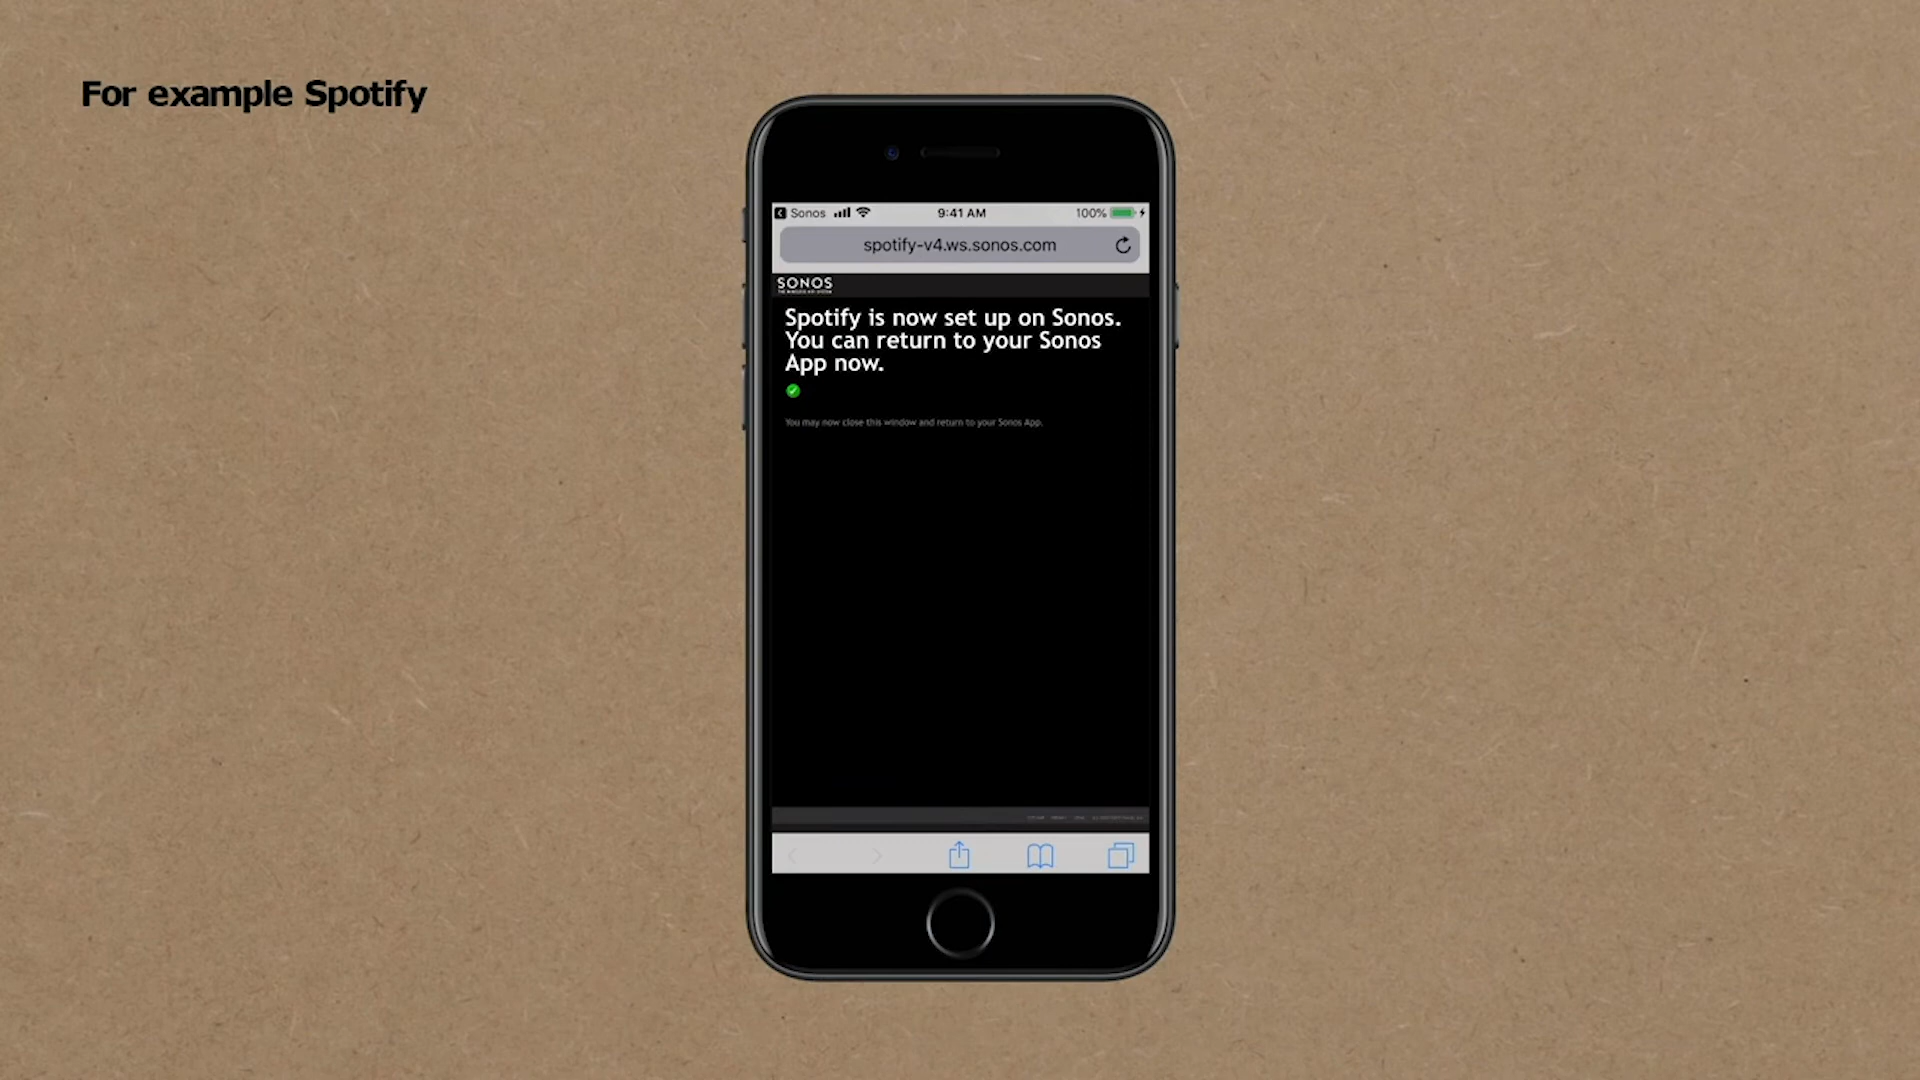 For example Spotify
Sonos
9:41 AM
100%
spotify-v4.ws.sonos.com
SONOS
Spotify is now set up on Sonos.
You can return to your Sonos
App now.
You may now close this window and return to your Sonos App.